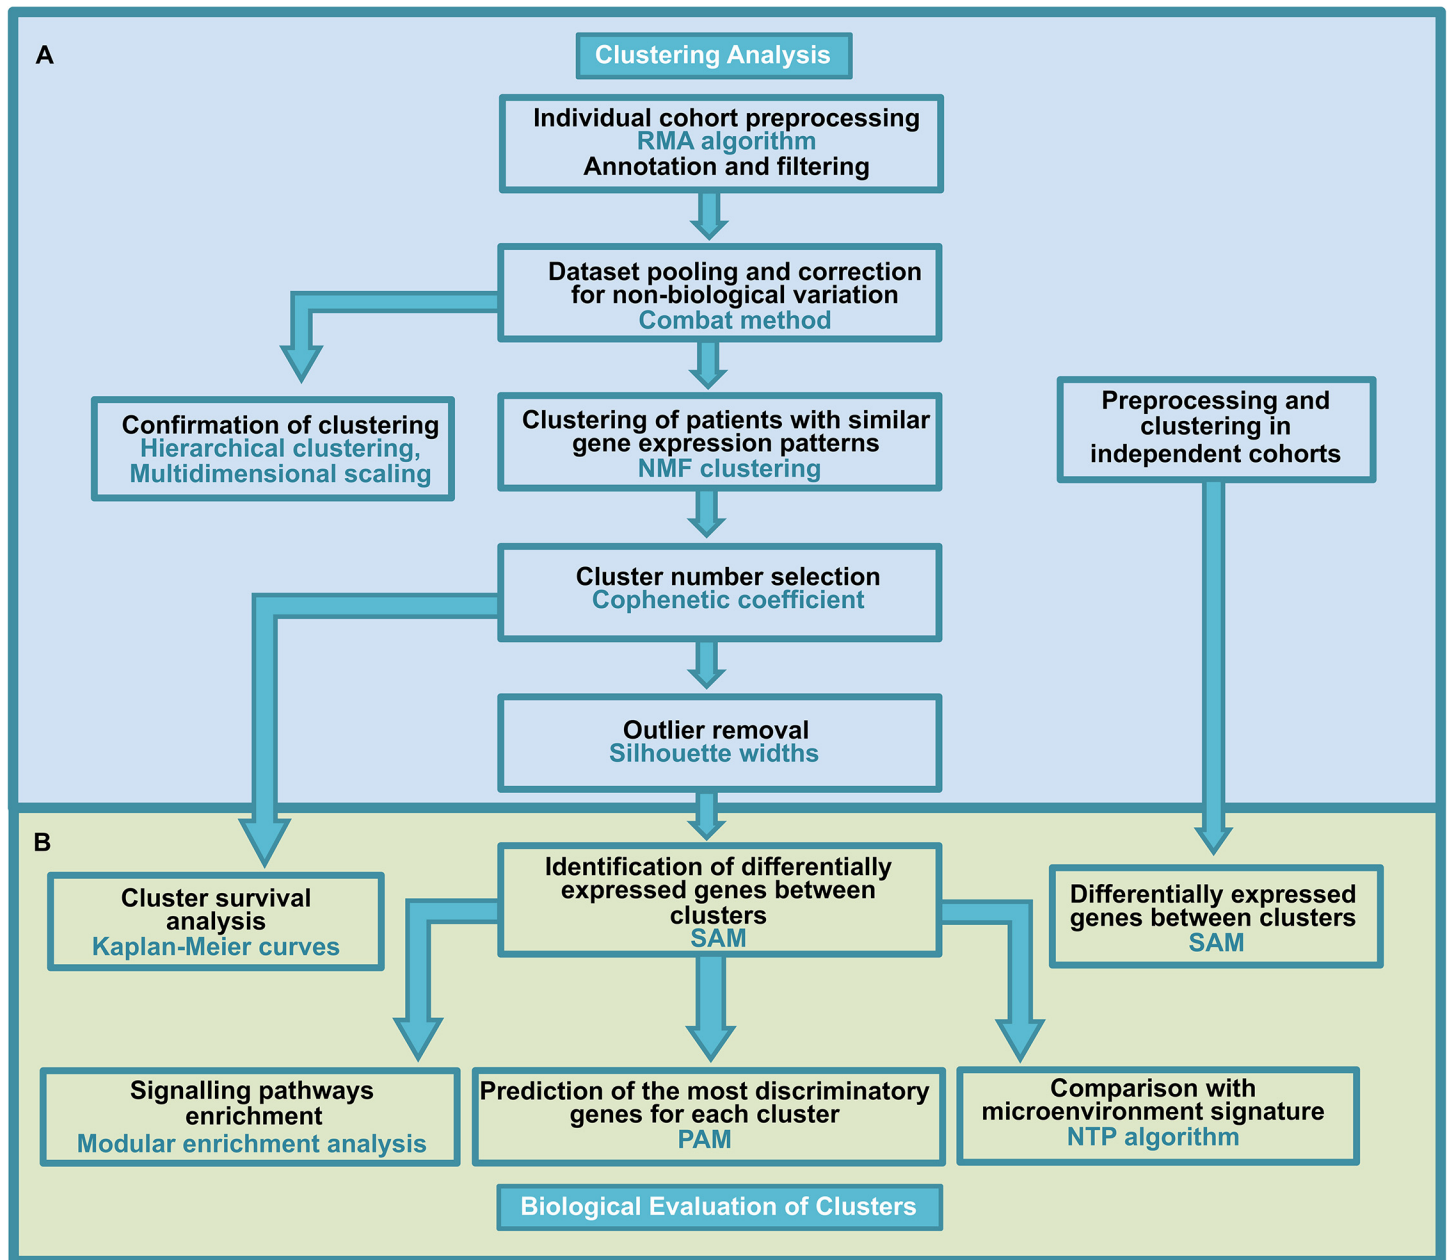 A
Clustering Analysis
Individual cohort preprocessing
RMA algorithm
Annotation and filtering
Dataset pooling and correction
for non-biological variation
Combat method
Confirmation of clustering
Hierarchical clustering,
Multidimensional scaling
Clustering of patients with similar
gene expression patterns
NMF clustering
Preprocessing and
clustering in
independent cohorts
Cluster number selection
Cophenetic coefficient
Outlier removal
Silhouette widths
B
Cluster survival
analysis
Kaplan-Meier curves
Identification of differentially
expressed genes between
clusters
SAM
Differentially expressed
genes between clusters
SAM
Signalling pathways
enrichment
Modular enrichment analysis
Prediction of the most discriminatory
genes for each cluster
PAM
Comparison with
microenvironment signature
NTP algorithm
Biological Evaluation of Clusters